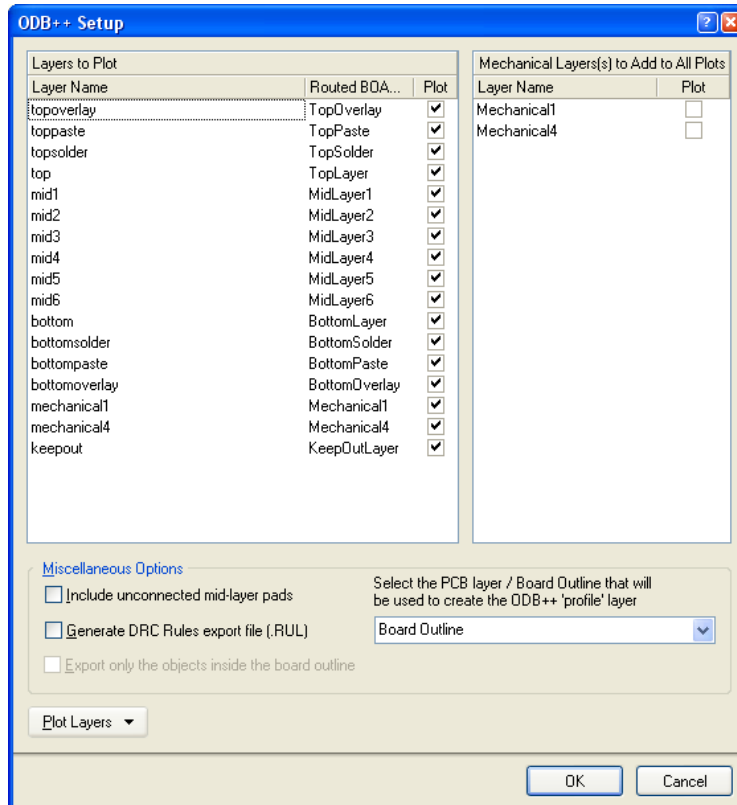 ODB++ Setup
Layers to Plot
Layer Name Routed BOA... Plot
topoverlay TopOverlay
toppaste TopPaste
topsolder TopSolder
top TopLayer
mid1 MidLayer1
mid2 MidLayer2
mid3 MidLayer3
mid4 MidLayer4
mid5 MidLayer5
mid6 MidLayer6
bottom BottomLayer
bottomsolder BottomSolder
bottompaste BottomPaste
bottomoverlay BottomOverlay
mechanical1 Mechanical1
mechanical4 Mechanical4
keepout KeepOutLayer
Mechanical Layers(s) to Add to All Plots
Layer Name Plot
Mechanical1
Mechanical4
Miscellaneous Options
Include unconnected mid-layer pads
Generate DRC Rules export file (.RUL)
Export only the objects inside the board outline
Select the PCB layer / Board Outline that will
be used to create the ODB++ 'profile' layer
Board Outline
Plot Layers
OK Cancel